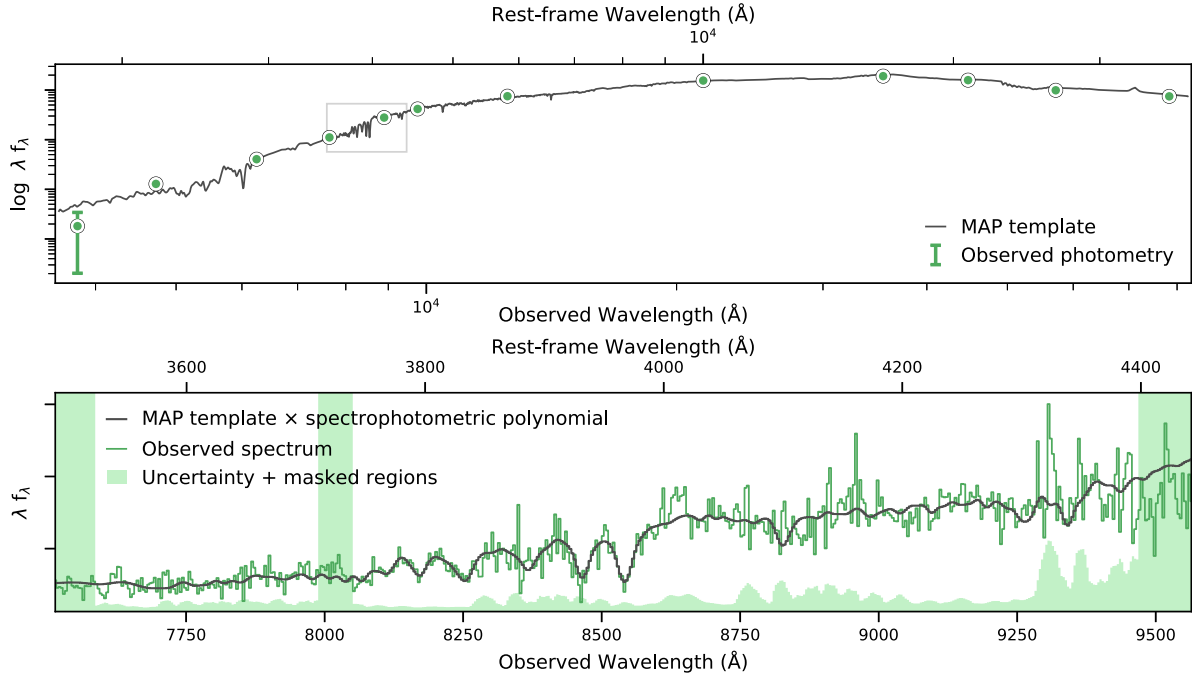 Rest-frame Wavelength (Å)
10⁴
log λ f_λ
MAP template
Observed photometry
10⁴
Observed Wavelength (Å)
Rest-frame Wavelength (Å)
3600 3800 4000 4200 4400
MAP template × spectrophotometric polynomial
Observed spectrum
Uncertainty + masked regions
λ f_λ
7750 8000 8250 8500 8750 9000 9250 9500
Observed Wavelength (Å)